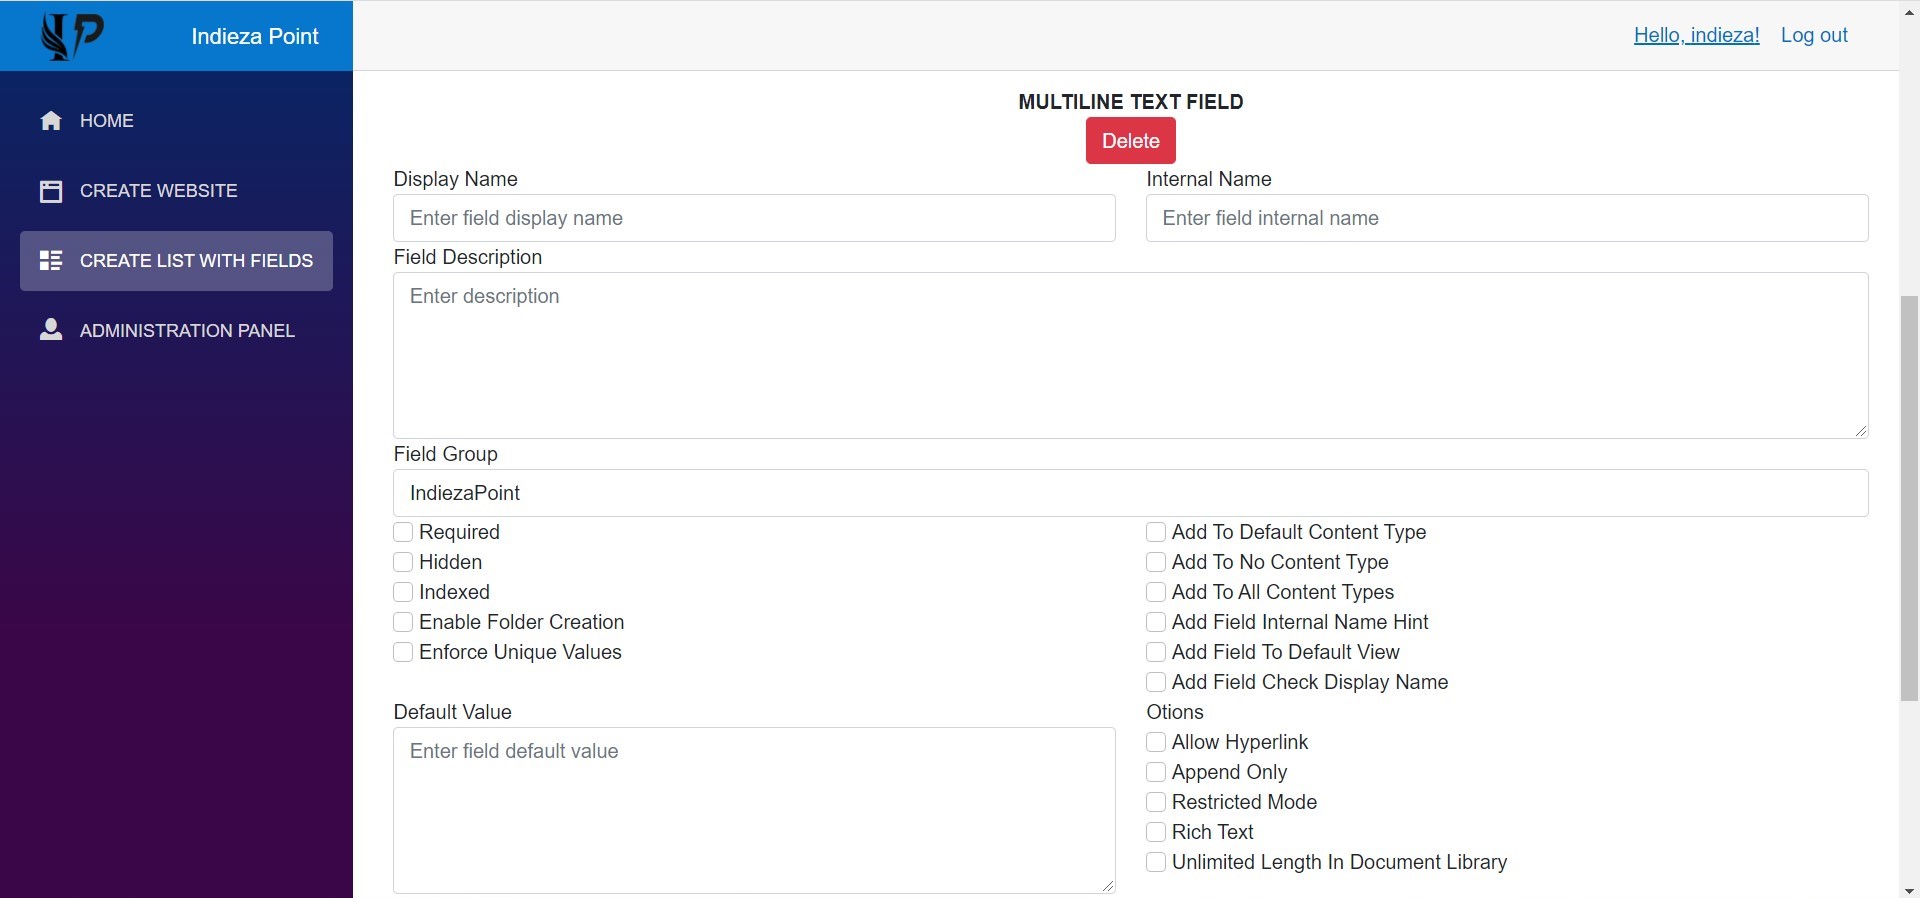 Indieza Point
Hello, indieza! Log out
HOME
CREATE WEBSITE
CREATE LIST WITH FIELDS
ADMINISTRATION PANEL
MULTILINE TEXT FIELD
Delete
Display Name
Enter field display name
Internal Name
Enter field internal name
Field Description
Enter description
Field Group
IndiezaPoint
Required
Hidden
Indexed
Enable Folder Creation
Enforce Unique Values
Add To Default Content Type
Add To No Content Type
Add To All Content Types
Add Field Internal Name Hint
Add Field To Default View
Add Field Check Display Name
Default Value
Enter field default value
Otions
Allow Hyperlink
Append Only
Restricted Mode
Rich Text
Unlimited Length In Document Library